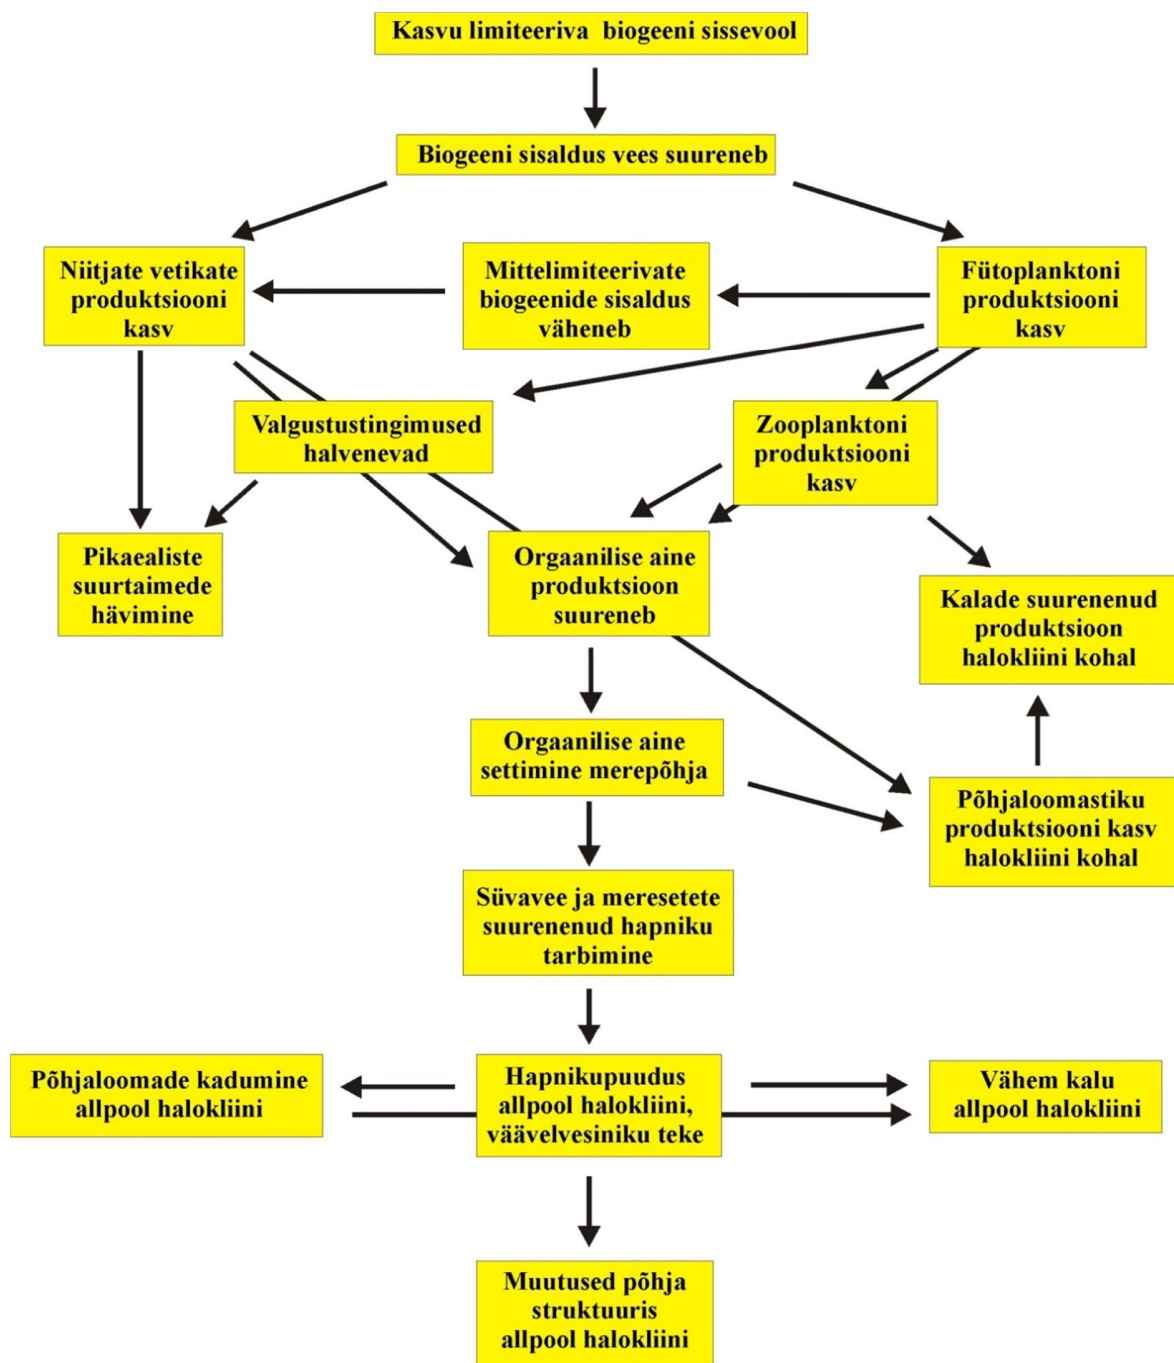 Kasvu limiteeriva biogeeni sissevool
Biogeeni sisaldus vees suureneb
Niitjate vetikate
produktsiooni
kasv
Mittelimiteerivate
biogeenide sisaldus
väheneb
Fütoplanktoni
produktsiooni
kasv
Valgustustingimused
halvenevad
Zooplanktoni
produktsiooni
kasv
Pikaealiste
suurtaimede
hävimine
Orgaanilise aine
produktsioon
suureneb
Kalade suurenenud
produktsioon
halokliini kohal
Orgaanilise aine
settimine merepõhja
Põhjaloomastiku
produktsiooni kasv
halokliini kohal
Süvavee ja meresetete
suurenenud hapniku
tarbimine
Põhjaloomade kadumine
allpool halokliini
Hapnikupuudus
allpool halokliini,
väävelvesiniku teke
Vähem kalu
allpool halokliini
Muutused põhja
struktuuris
allpool halokliini